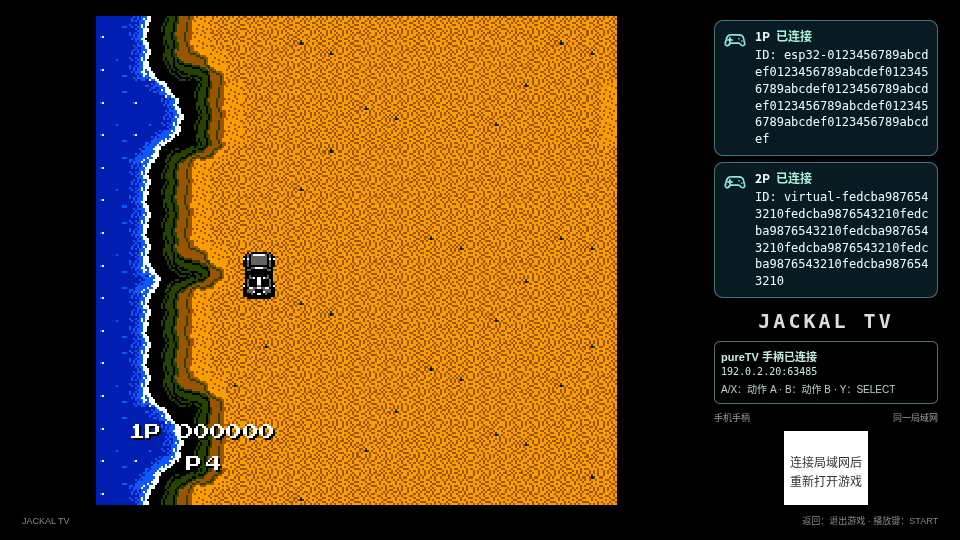 1P 已连接
ID: esp32-0123456789abcd
ef0123456789abcdef012345
6789abcdef0123456789abcd
ef0123456789abcdef012345
6789abcdef0123456789abcd
ef
2P 已连接
ID: virtual-fedcba987654
3210fedcba9876543210fedc
ba9876543210fedcba987654
3210fedcba9876543210fedc
ba9876543210fedcba987654
3210
JACKAL TV
pureTV 手柄已连接
192.0.2.20:63485
A/X：动作 A · B：动作 B · Y：SELECT
手机手柄
同一局域网
连接局域网后
重新打开游戏
1P 000000
P 4
JACKAL TV
返回：退出游戏 · 播放键：START